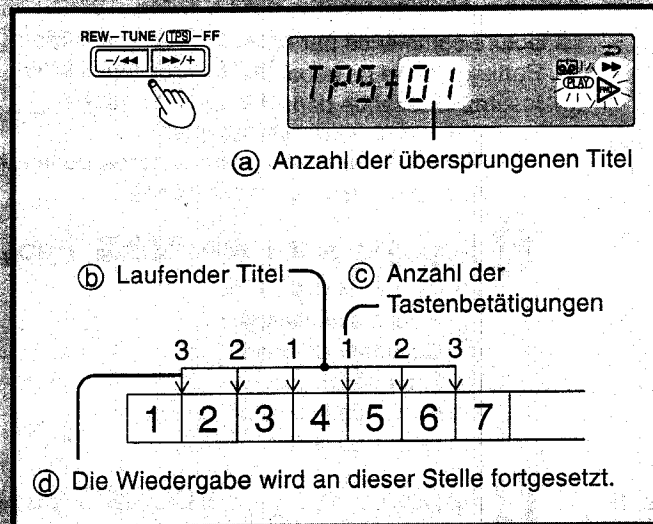 REW–TUNE/TPS–FF
–/◀◀ ▶▶/+
TPS+01
PLAY
ⓐ Anzahl der übersprungenen Titel
ⓑ Laufender Titel
ⓒ Anzahl der
Tastenbetätigungen
3 2 1 1 2 3
1 2 3 4 5 6 7
ⓓ Die Wiedergabe wird an dieser Stelle fortgesetzt.